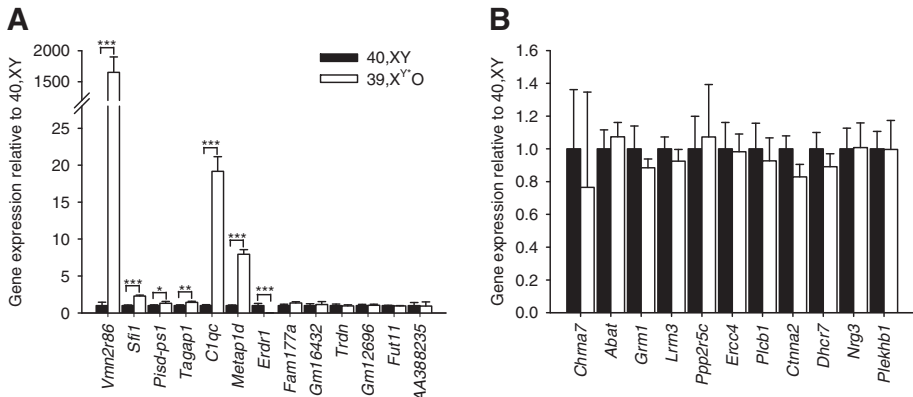 A
Gene expression relative to 40,XY
2000
1500
25
20
15
10
5
0
***
***
*
**
***
***
***
40,XY
39,XY*O
Vmn2r86
Sfi1
Pisd-ps1
Tagap1
C1qc
Metap1d
Erdr1
Fam177a
Gm16432
Trdn
Gm12696
Fut11
AA388235
B
Gene expression relative to 40,XY
1.6
1.4
1.2
1.0
0.8
0.6
0.4
0.2
0.0
Chrna7
Abat
Grm1
Lrrn3
Ppp2r5c
Ercc4
Plcb1
Ctnna2
Dhcr7
Nrg3
Plekhb1